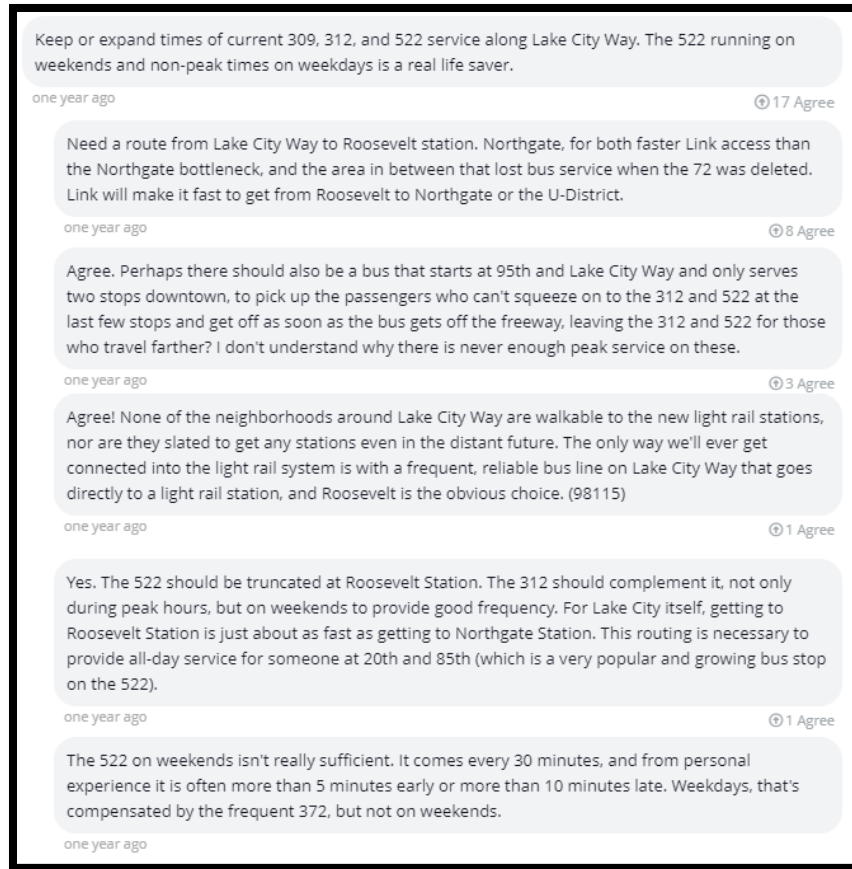 Keep or expand times of current 309, 312, and 522 service along Lake City Way. The 522 running on
weekends and non-peak times on weekdays is a real life saver.
one year ago
17 Agree
Need a route from Lake City Way to Roosevelt station. Northgate, for both faster Link access than
the Northgate bottleneck, and the area in between that lost bus service when the 72 was deleted.
Link will make it fast to get from Roosevelt to Northgate or the U-District.
one year ago
8 Agree
Agree. Perhaps there should also be a bus that starts at 95th and Lake City Way and only serves
two stops downtown, to pick up the passengers who can't squeeze on to the 312 and 522 at the
last few stops and get off as soon as the bus gets off the freeway, leaving the 312 and 522 for those
who travel farther? I don't understand why there is never enough peak service on these.
one year ago
3 Agree
Agree! None of the neighborhoods around Lake City Way are walkable to the new light rail stations,
nor are they slated to get any stations even in the distant future. The only way we'll ever get
connected into the light rail system is with a frequent, reliable bus line on Lake City Way that goes
directly to a light rail station, and Roosevelt is the obvious choice. (98115)
one year ago
1 Agree
Yes. The 522 should be truncated at Roosevelt Station. The 312 should complement it, not only
during peak hours, but on weekends to provide good frequency. For Lake City itself, getting to
Roosevelt Station is just about as fast as getting to Northgate Station. This routing is necessary to
provide all-day service for someone at 20th and 85th (which is a very popular and growing bus stop
on the 522).
one year ago
1 Agree
The 522 on weekends isn't really sufficient. It comes every 30 minutes, and from personal
experience it is often more than 5 minutes early or more than 10 minutes late. Weekdays, that's
compensated by the frequent 372, but not on weekends.
one year ago